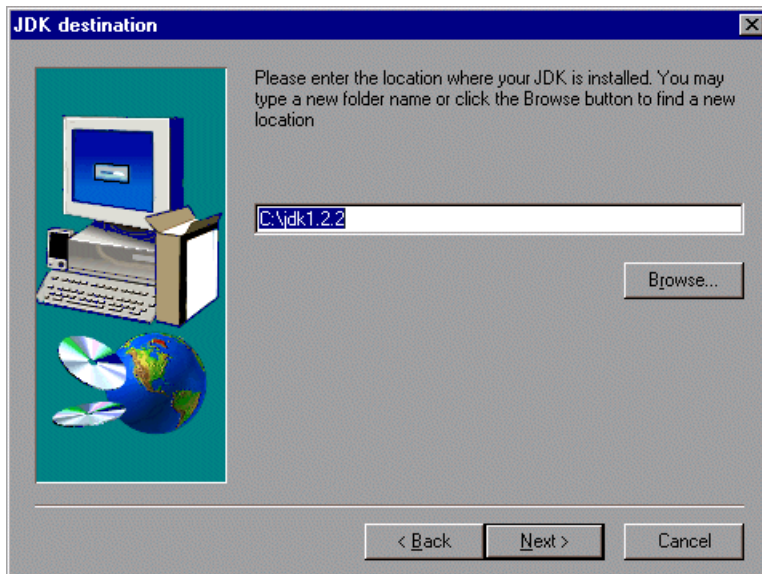 JDK destination
Please enter the location where your JDK is installed. You may
type a new folder name or click the Browse button to find a new
location
C:\jdk1.2.2
Browse...
< Back
Next >
Cancel